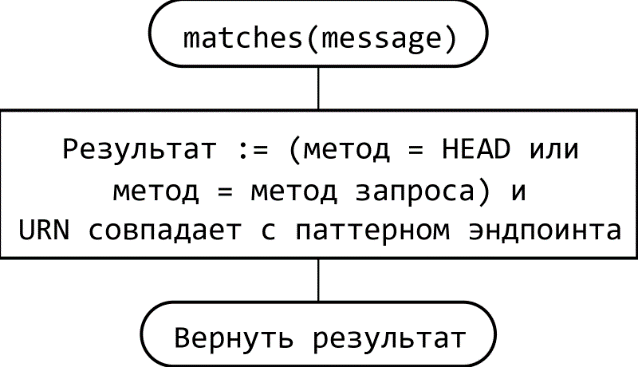 matches(message)
Результат := (метод = HEAD или
метод = метод запроса) и
URN совпадает с паттерном эндпоинта
Вернуть результат